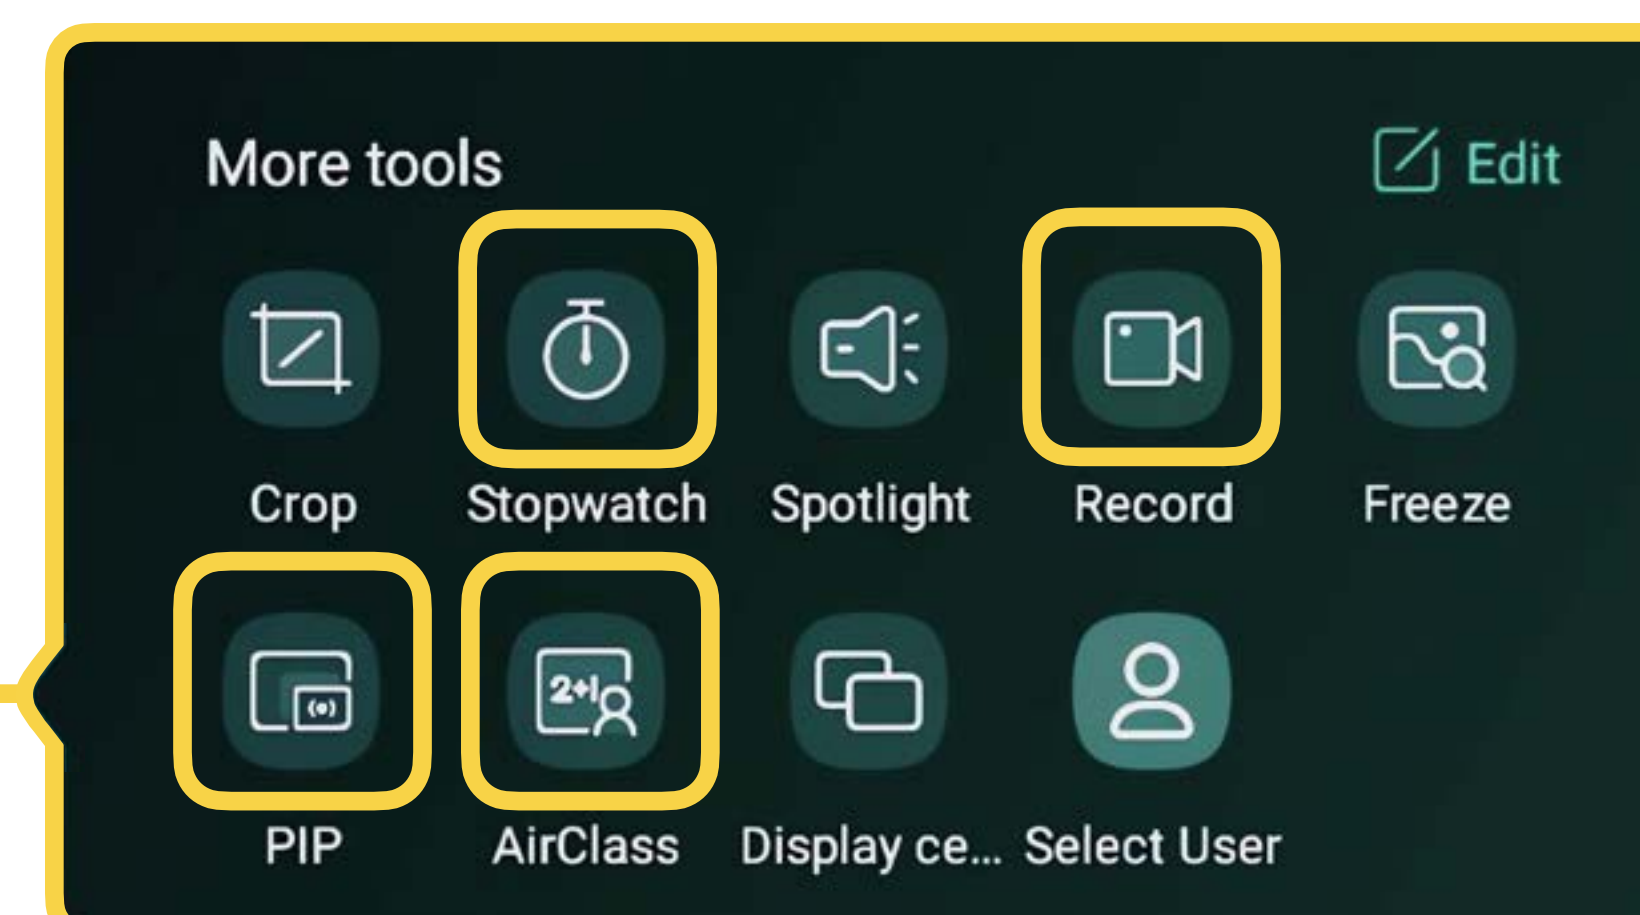 More tools
Edit
Crop Stopwatch Spotlight Record Freeze
2+1
PIP AirClass Display ce... Select User